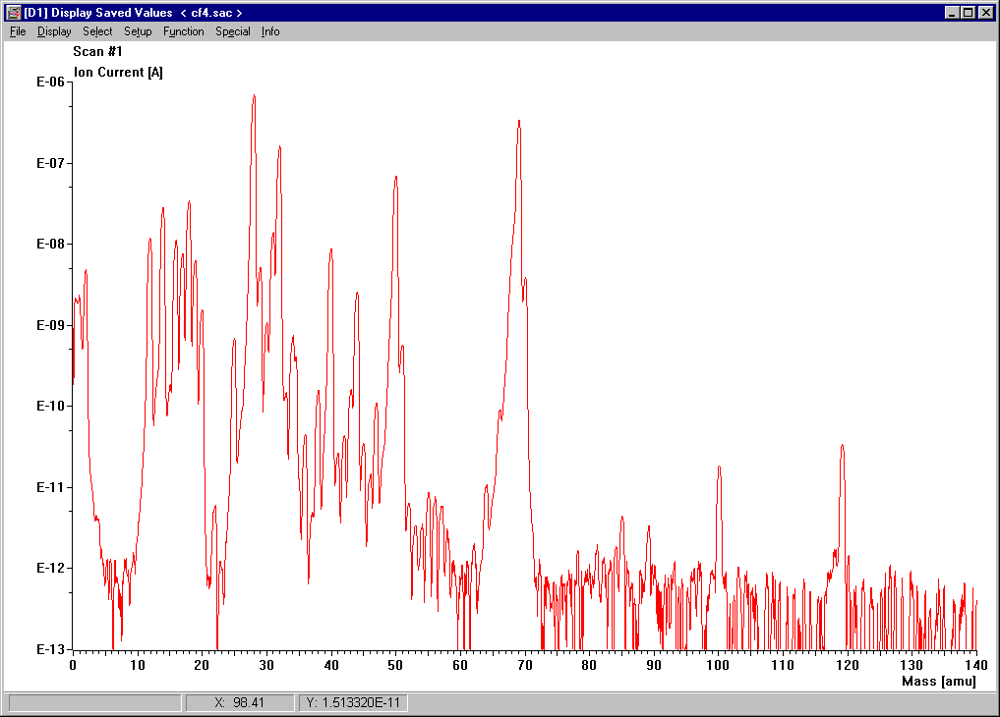 [D1] Display Saved Values < cf4.sac >
File Display Select Setup Function Special Info
Scan #1
Ion Current [A]
E-06
E-07
E-08
E-09
E-10
E-11
E-12
E-13
0 10 20 30 40 50 60 70 80 90 100 110 120 130 140
Mass [amu]
X: 98.41 Y: 1.513320E-11